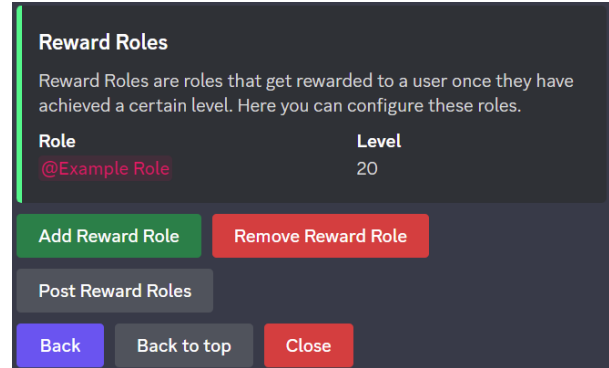 Reward Roles
Reward Roles are roles that get rewarded to a user once they have
achieved a certain level. Here you can configure these roles.
Role Level
@Example Role 20
Add Reward Role Remove Reward Role
Post Reward Roles
Back Back to top Close